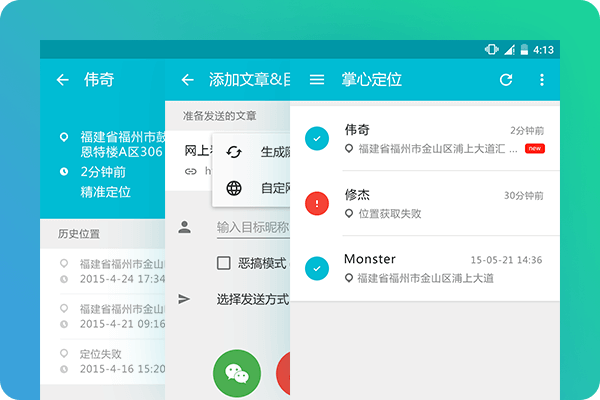 4:13
伟奇
福建省福州市鼓
恩特楼A区306
2分钟前
精准定位
历史位置
福建省福州市金山
2015-4-24 17:34
福建省福州市金山
2015-4-21 09:16
定位失败
2015-4-16 15:20
添加文章&目
准备发送的文章
网上看
h
生成随
自定网
输入目标昵称
恶搞模式
选择发送方式
掌心定位
伟奇
2分钟前
福建省福州市金山区浦上大道汇 ...
new
修杰
30分钟前
位置获取失败
Monster
15-05-21 14:36
福建省福州市金山区浦上大道